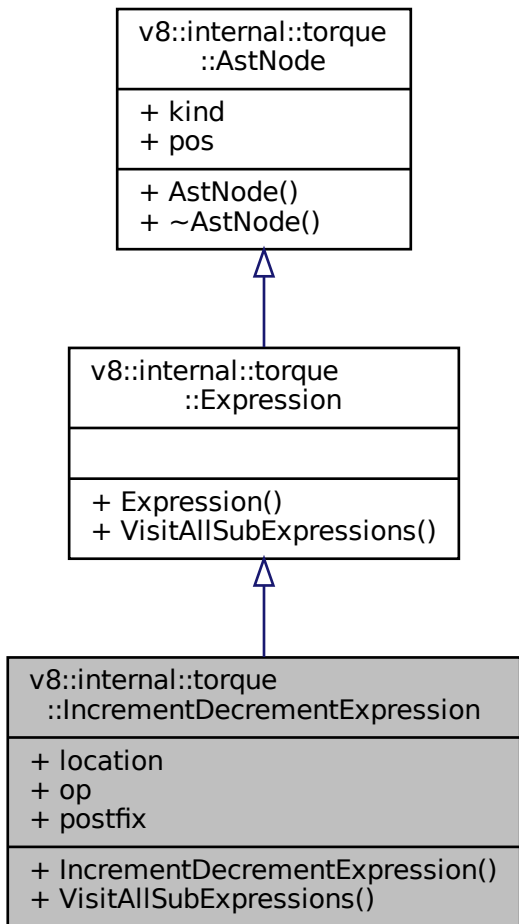 v8::internal::torque
::AstNode
+ kind
+ pos
+ AstNode()
+ ~AstNode()
v8::internal::torque
::Expression
+ Expression()
+ VisitAllSubExpressions()
v8::internal::torque
::IncrementDecrementExpression
+ location
+ op
+ postfix
+ IncrementDecrementExpression()
+ VisitAllSubExpressions()